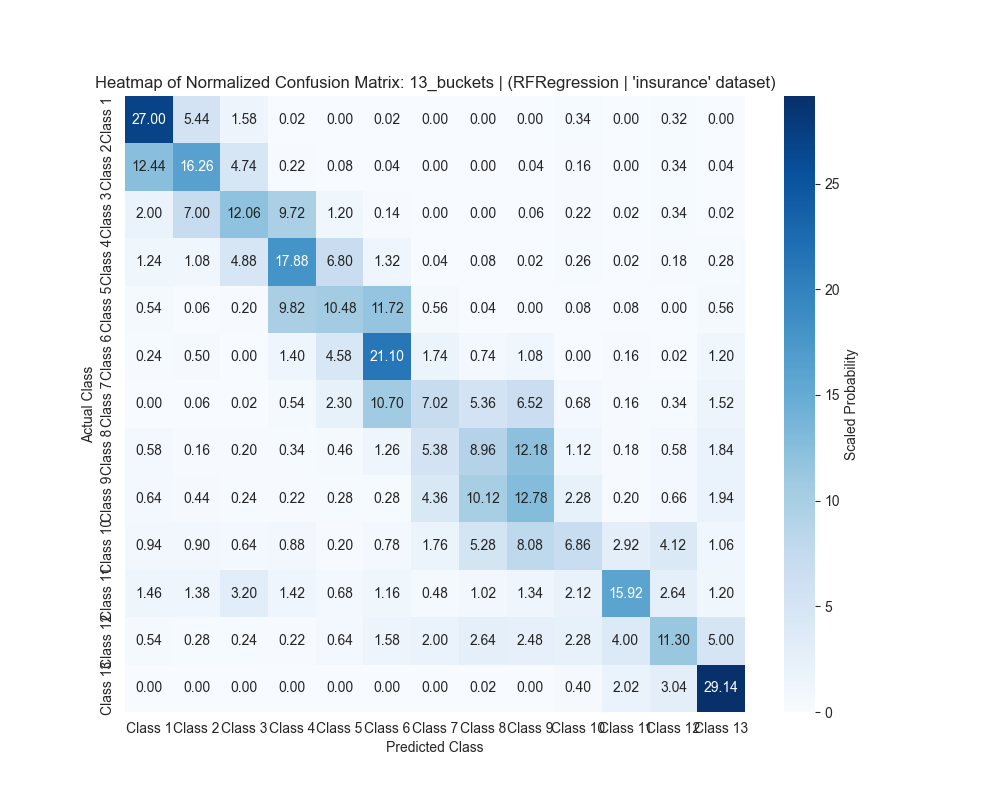 Heatmap of Normalized Confusion Matrix: 13_buckets | (RFRegression | 'insurance' dataset)
Actual Class
Class 1 27.00 5.44 1.58 0.02 0.00 0.02 0.00 0.00 0.00 0.34 0.00 0.32 0.00
Class 2 12.44 16.26 4.74 0.22 0.08 0.04 0.00 0.00 0.04 0.16 0.00 0.34 0.04
Class 3 2.00 7.00 12.06 9.72 1.20 0.14 0.00 0.00 0.06 0.22 0.02 0.34 0.02
Class 4 1.24 1.08 4.88 17.88 6.80 1.32 0.04 0.08 0.02 0.26 0.02 0.18 0.28
Class 5 0.54 0.06 0.20 9.82 10.48 11.72 0.56 0.04 0.00 0.08 0.08 0.00 0.56
Class 6 0.24 0.50 0.00 1.40 4.58 21.10 1.74 0.74 1.08 0.00 0.16 0.02 1.20
Class 7 0.00 0.06 0.02 0.54 2.30 10.70 7.02 5.36 6.52 0.68 0.16 0.34 1.52
Class 8 0.58 0.16 0.20 0.34 0.46 1.26 5.38 8.96 12.18 1.12 0.18 0.58 1.84
Class 9 0.64 0.44 0.24 0.22 0.28 0.28 4.36 10.12 12.78 2.28 0.20 0.66 1.94
Class 10 0.94 0.90 0.64 0.88 0.20 0.78 1.76 5.28 8.08 6.86 2.92 4.12 1.06
Class 11 1.46 1.38 3.20 1.42 0.68 1.16 0.48 1.02 1.34 2.12 15.92 2.64 1.20
Class 12 0.54 0.28 0.24 0.22 0.64 1.58 2.00 2.64 2.48 2.28 4.00 11.30 5.00
Class 13 0.00 0.00 0.00 0.00 0.00 0.00 0.00 0.02 0.00 0.40 2.02 3.04 29.14
Class 1 Class 2 Class 3 Class 4 Class 5 Class 6 Class 7 Class 8 Class 9 Class 10 Class 11 Class 12 Class 13
Predicted Class
25
20
15
10
5
0
Scaled Probability